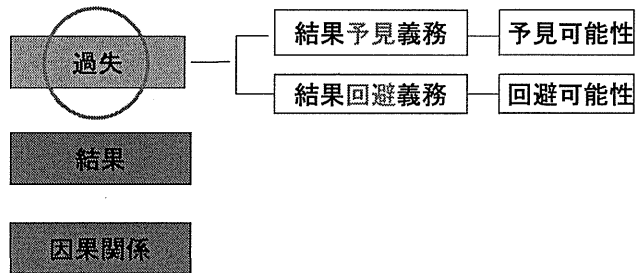 過失
結果予見義務
予見可能性
結果回避義務
回避可能性
結果
因果関係